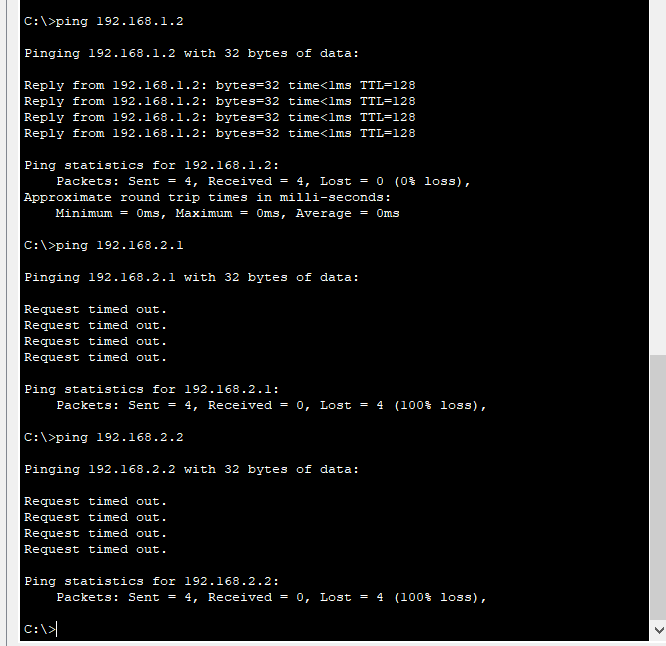 C:\>ping 192.168.1.2
Pinging 192.168.1.2 with 32 bytes of data:
Reply from 192.168.1.2: bytes=32 time<1ms TTL=128
Reply from 192.168.1.2: bytes=32 time<1ms TTL=128
Reply from 192.168.1.2: bytes=32 time<1ms TTL=128
Reply from 192.168.1.2: bytes=32 time<1ms TTL=128
Ping statistics for 192.168.1.2:
    Packets: Sent = 4, Received = 4, Lost = 0 (0% loss),
Approximate round trip times in milli-seconds:
    Minimum = 0ms, Maximum = 0ms, Average = 0ms
C:\>ping 192.168.2.1
Pinging 192.168.2.1 with 32 bytes of data:
Request timed out.
Request timed out.
Request timed out.
Request timed out.
Ping statistics for 192.168.2.1:
    Packets: Sent = 4, Received = 0, Lost = 4 (100% loss),
C:\>ping 192.168.2.2
Pinging 192.168.2.2 with 32 bytes of data:
Request timed out.
Request timed out.
Request timed out.
Request timed out.
Ping statistics for 192.168.2.2:
    Packets: Sent = 4, Received = 0, Lost = 4 (100% loss),
C:\>